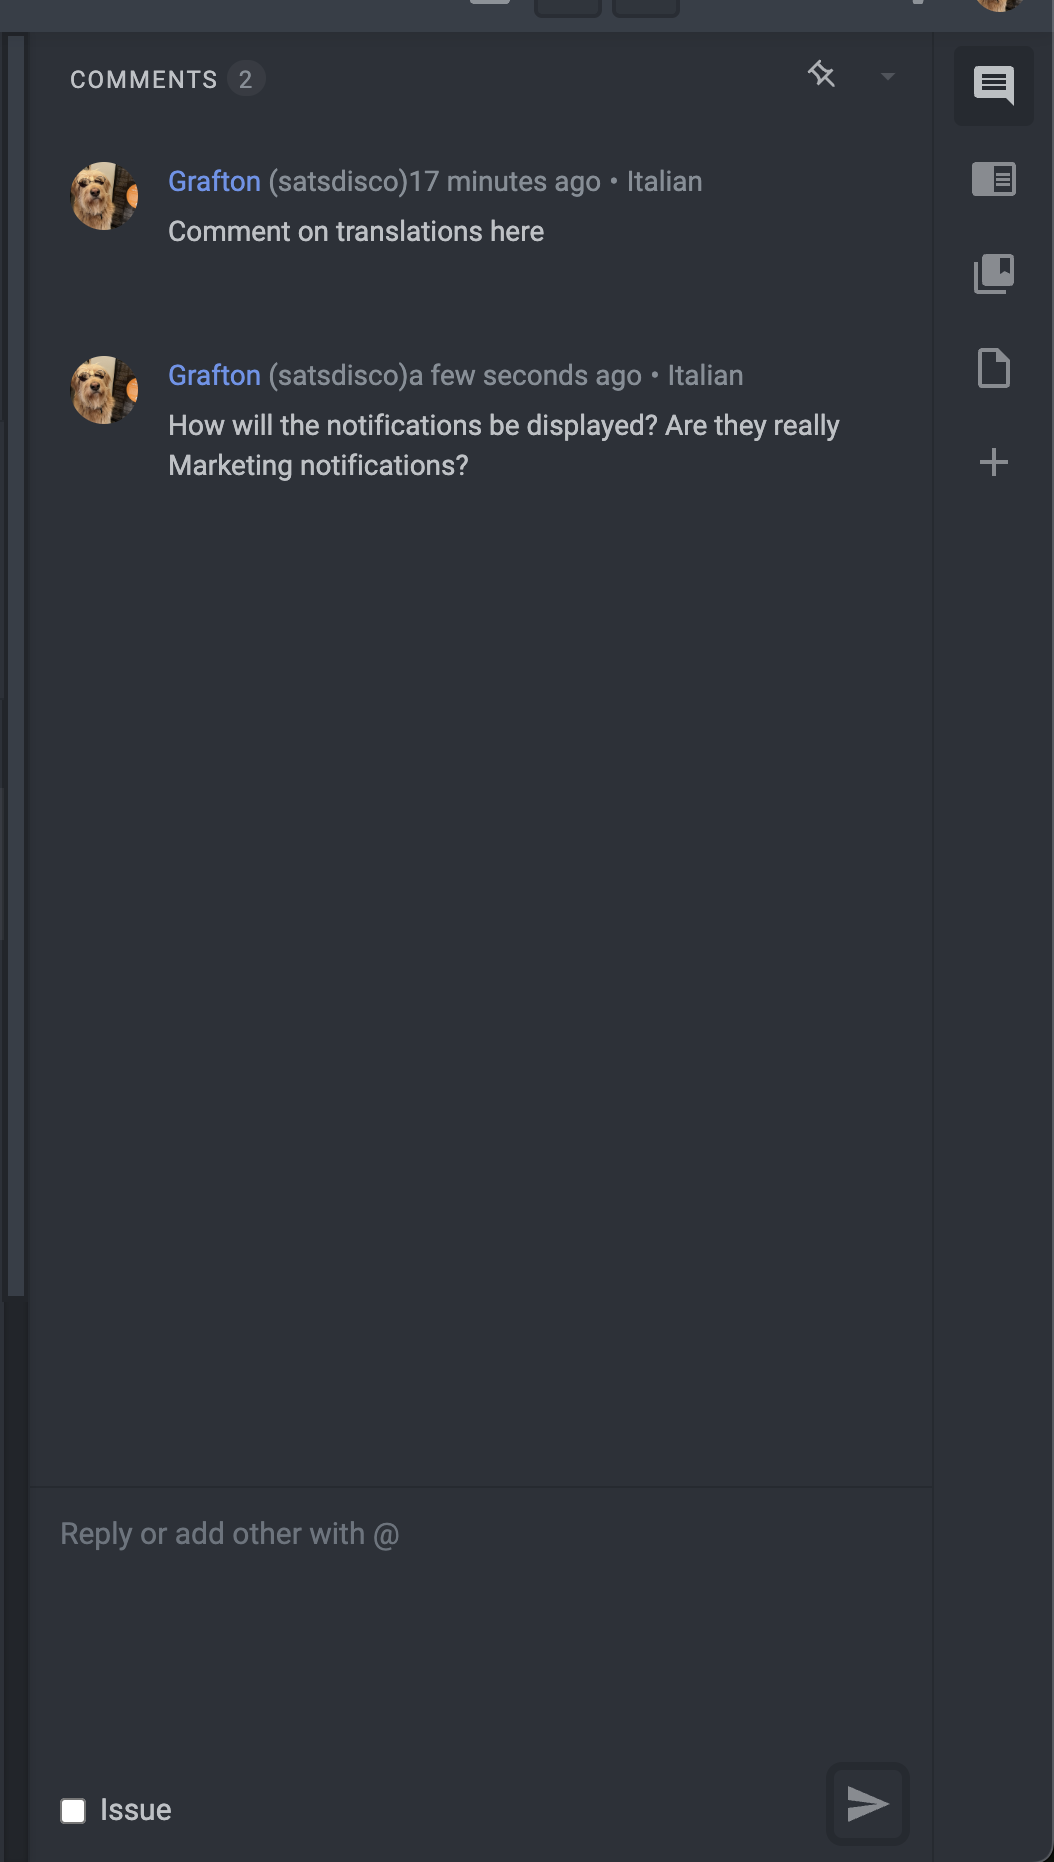 COMMENTS 2
Grafton (satsdisco)17 minutes ago • Italian
Comment on translations here
Grafton (satsdisco)a few seconds ago • Italian
How will the notifications be displayed? Are they really
Marketing notifications?
Reply or add other with @
Issue